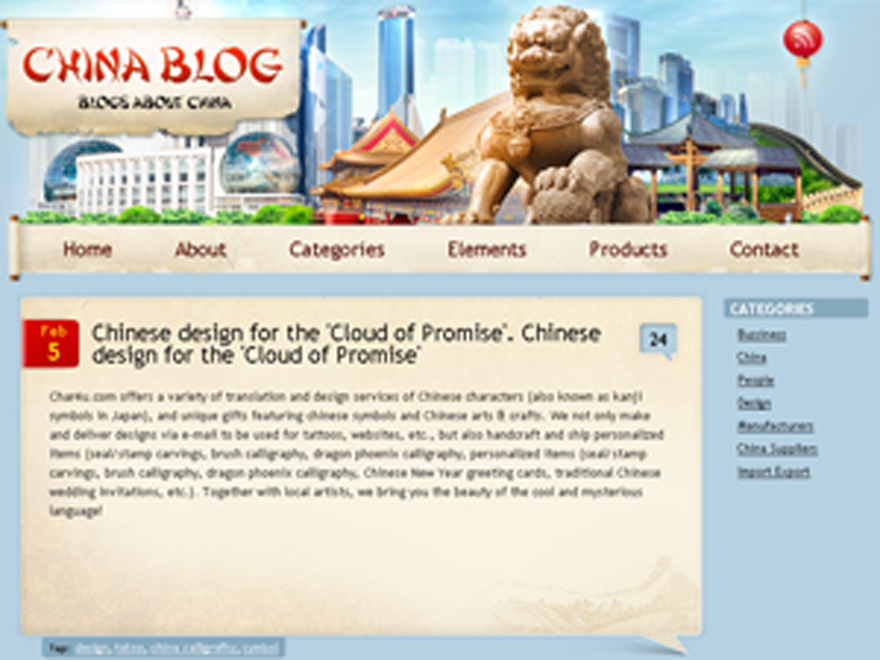 CHINA BLOG
BLOGS ABOUT CHINA
Home About Categories Elements Products Contact
Feb
5
Chinese design for the 'Cloud of Promise'. Chinese
design for the 'Cloud of Promise'
24
Char4u.com offers a variety of translation and design services of Chinese characters (also known as kanji
symbols in Japan), and unique gifts featuring chinese symbols and Chinese arts & crafts. We not only make
and deliver designs via e-mail to be used for tattoos, websites, etc., but also handcraft and ship personalized
items (seal/stamp carvings, brush calligraphy, dragon phoenix calligraphy, personalized items (seal/stamp
carvings, brush calligraphy, dragon phoenix calligraphy, Chinese New Year greeting cards, traditional Chinese
wedding invitations, etc.). Together with local artists, we bring you the beauty of the cool and mysterious
language!
Tags: design, tatoo, china calligraphy, symbol
CATEGORIES
Bussiness
China
People
Design
Manufacturers
China Suppliers
Import Export